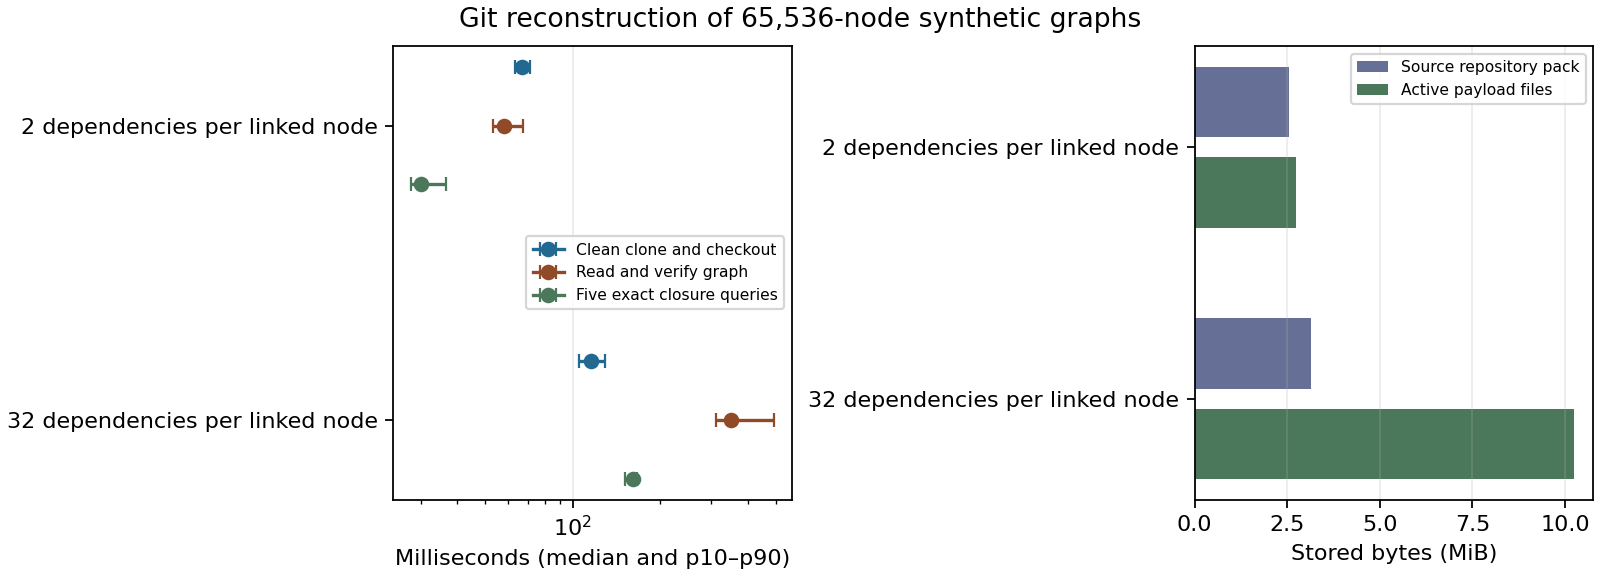 Git reconstruction of 65,536-node synthetic graphs
2 dependencies per linked node
32 dependencies per linked node
Clean clone and checkout
Read and verify graph
Five exact closure queries
10²
Milliseconds (median and p10–p90)
2 dependencies per linked node
32 dependencies per linked node
Source repository pack
Active payload files
0.0 2.5 5.0 7.5 10.0
Stored bytes (MiB)